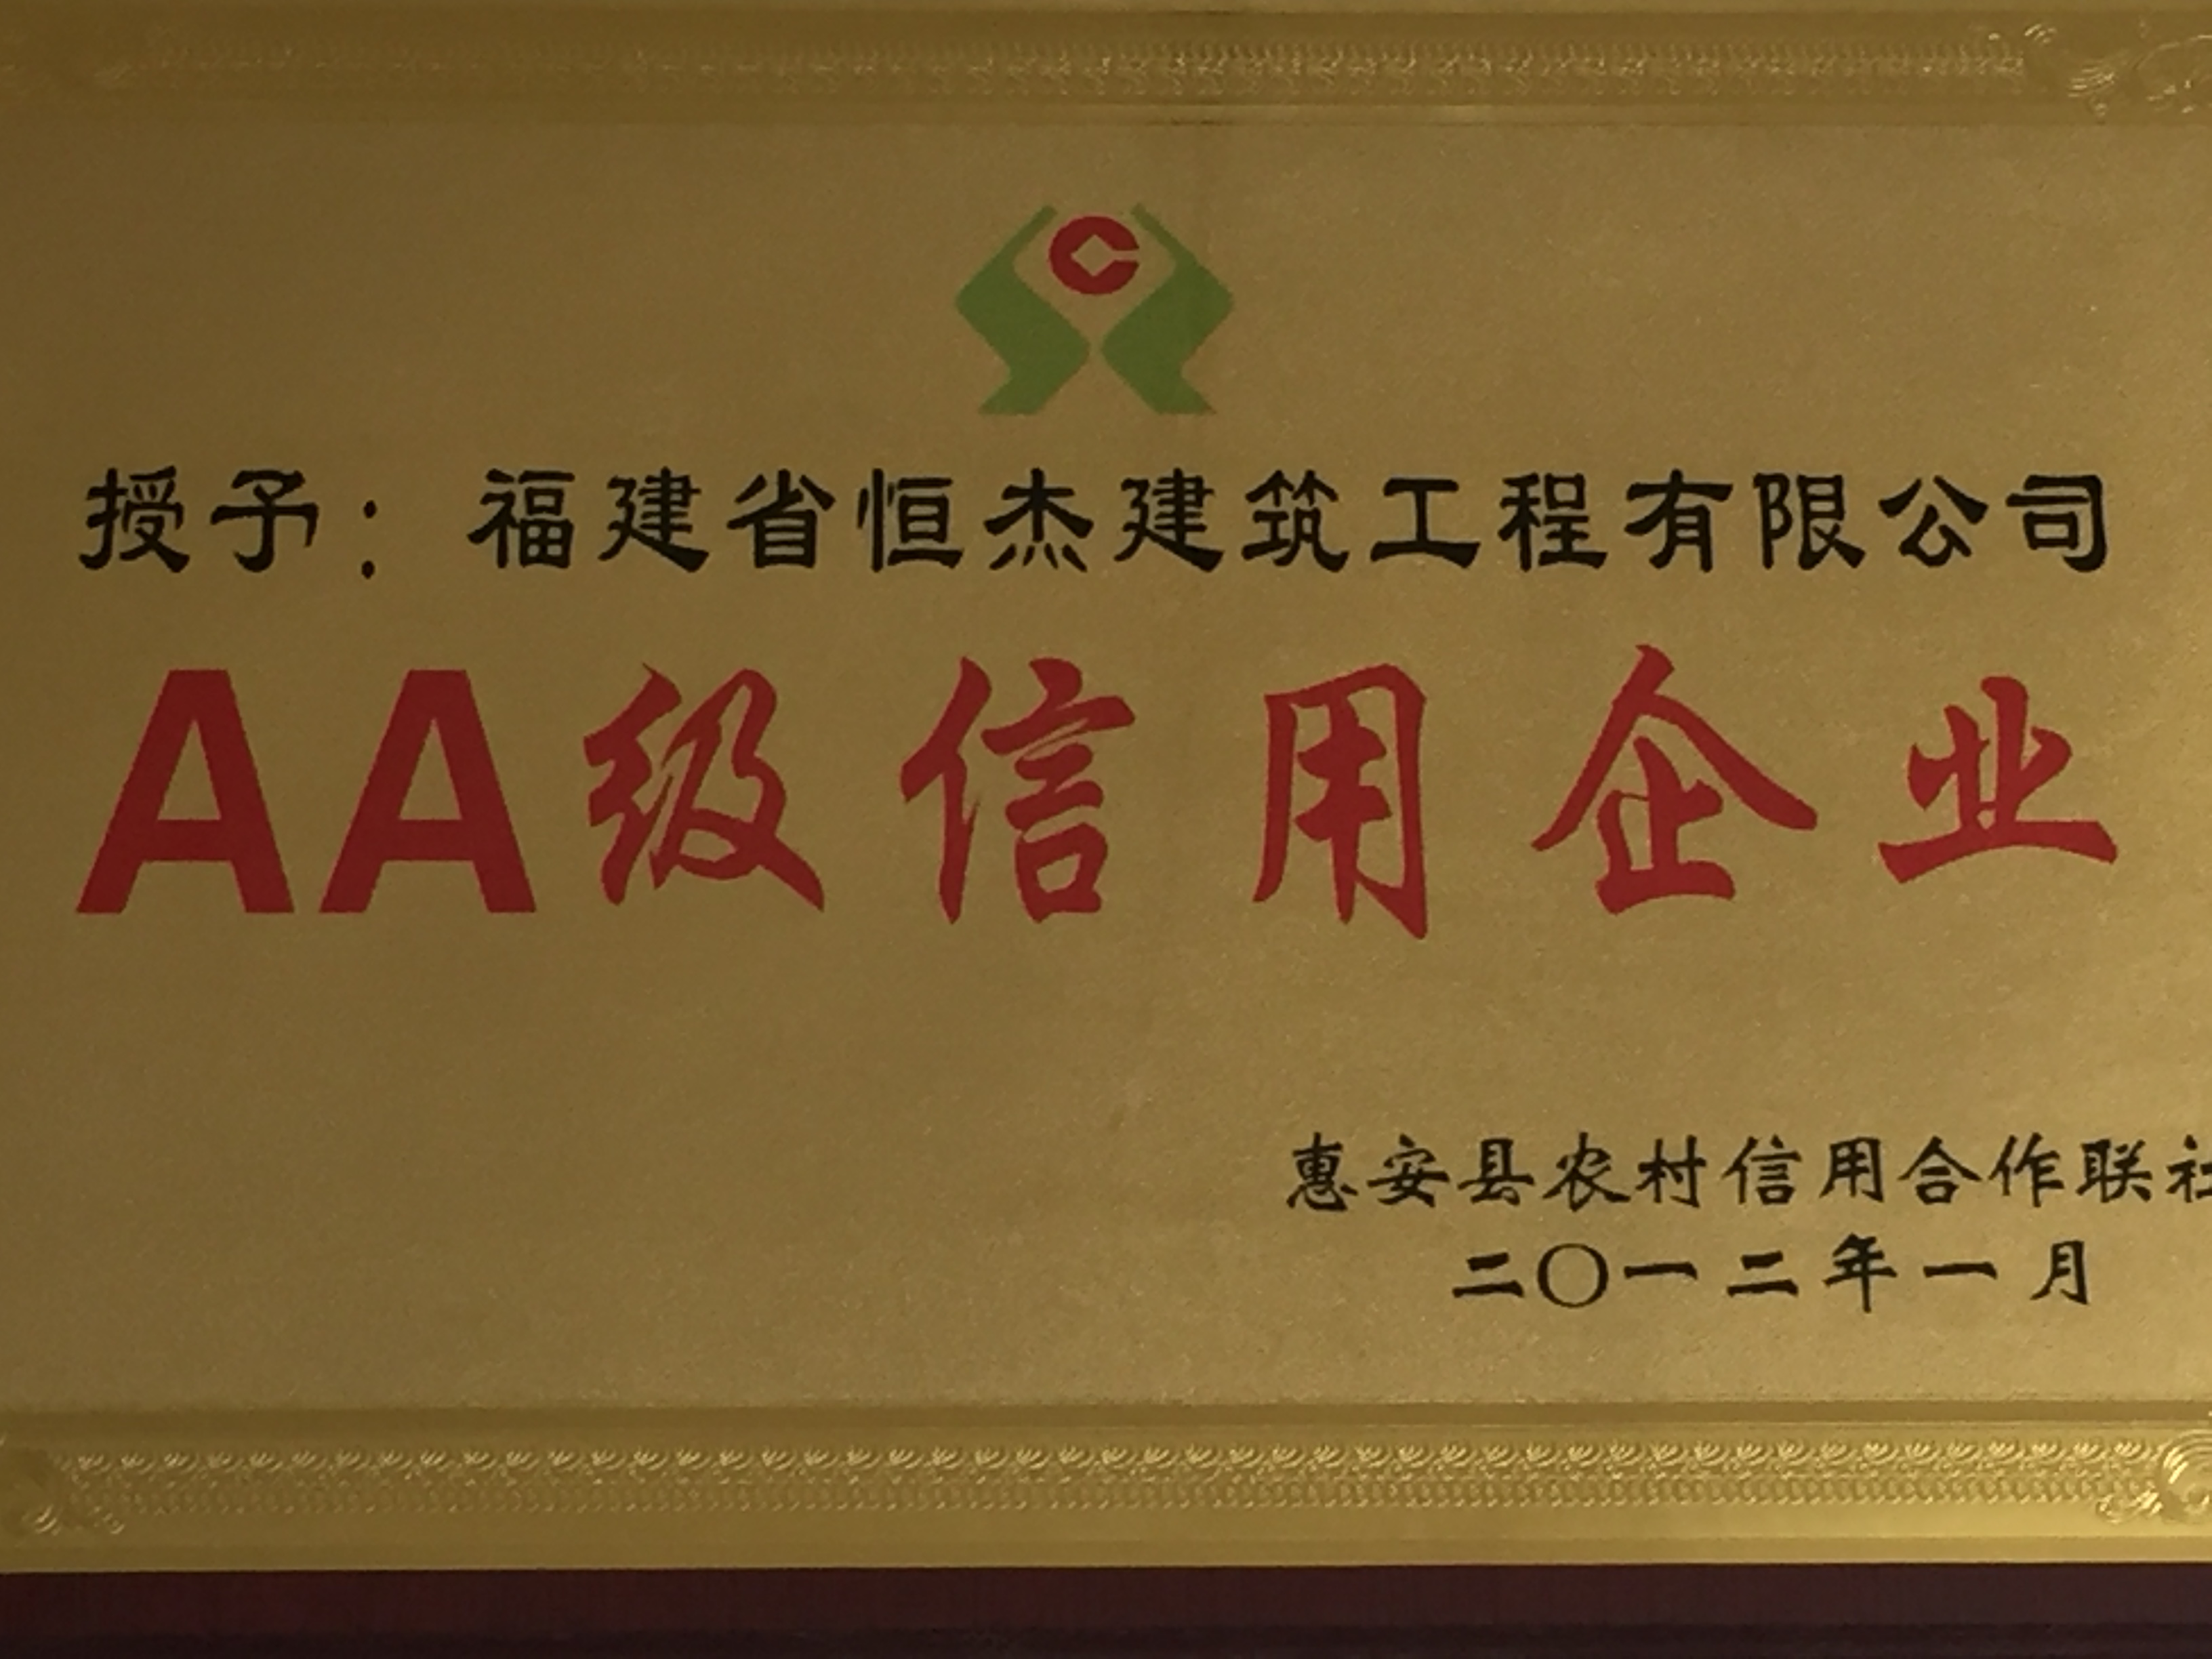 授予：福建省恒杰建筑工程有限公司
AA级信用企业
惠安县农村信用合作联社
二〇一二年一月